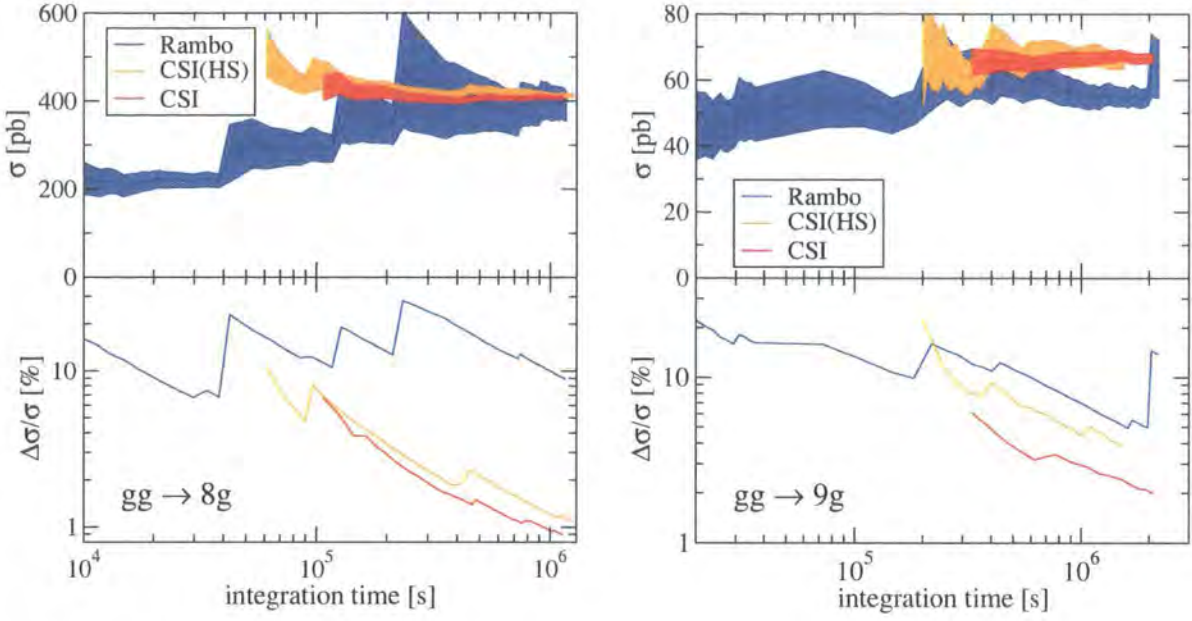 600
400
200
0
σ [pb]
Rambo
CSI(HS)
CSI
10
1
Δσ/σ [%]
gg → 8g
10⁴
10⁵
10⁶
integration time [s]
80
60
40
20
0
σ [pb]
Rambo
CSI(HS)
CSI
10
1
Δσ/σ [%]
gg → 9g
10⁵
10⁶
integration time [s]